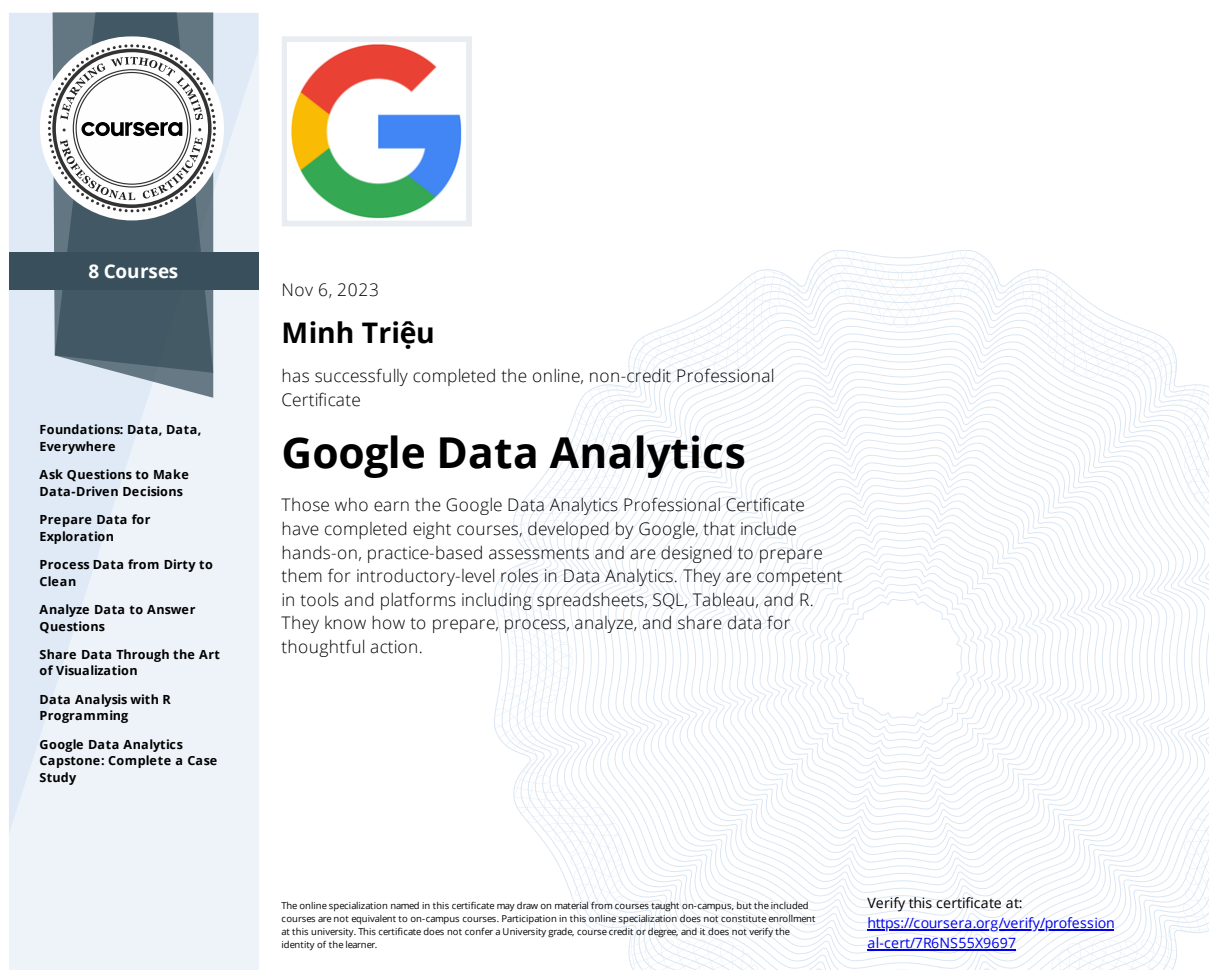 LEARNING WITHOUT LIMITS
coursera
PROFESSIONAL CERTIFICATE
8 Courses
Foundations: Data, Data,
Everywhere
Ask Questions to Make
Data-Driven Decisions
Prepare Data for
Exploration
Process Data from Dirty to
Clean
Analyze Data to Answer
Questions
Share Data Through the Art
of Visualization
Data Analysis with R
Programming
Google Data Analytics
Capstone: Complete a Case
Study
G
Nov 6, 2023
Minh Triệu
has successfully completed the online, non-credit Professional
Certificate
Google Data Analytics
Those who earn the Google Data Analytics Professional Certificate
have completed eight courses, developed by Google, that include
hands-on, practice-based assessments and are designed to prepare
them for introductory-level roles in Data Analytics. They are competent
in tools and platforms including spreadsheets, SQL, Tableau, and R.
They know how to prepare, process, analyze, and share data for
thoughtful action.
The online specialization named in this certificate may draw on material from courses taught on-campus, but the included
courses are not equivalent to on-campus courses. Participation in this online specialization does not constitute enrollment
at this university. This certificate does not confer a University grade, course credit or degree, and it does not verify the
identity of the learner.
Verify this certificate at:
https://coursera.org/verify/profession
al-cert/7R6NS55X9697